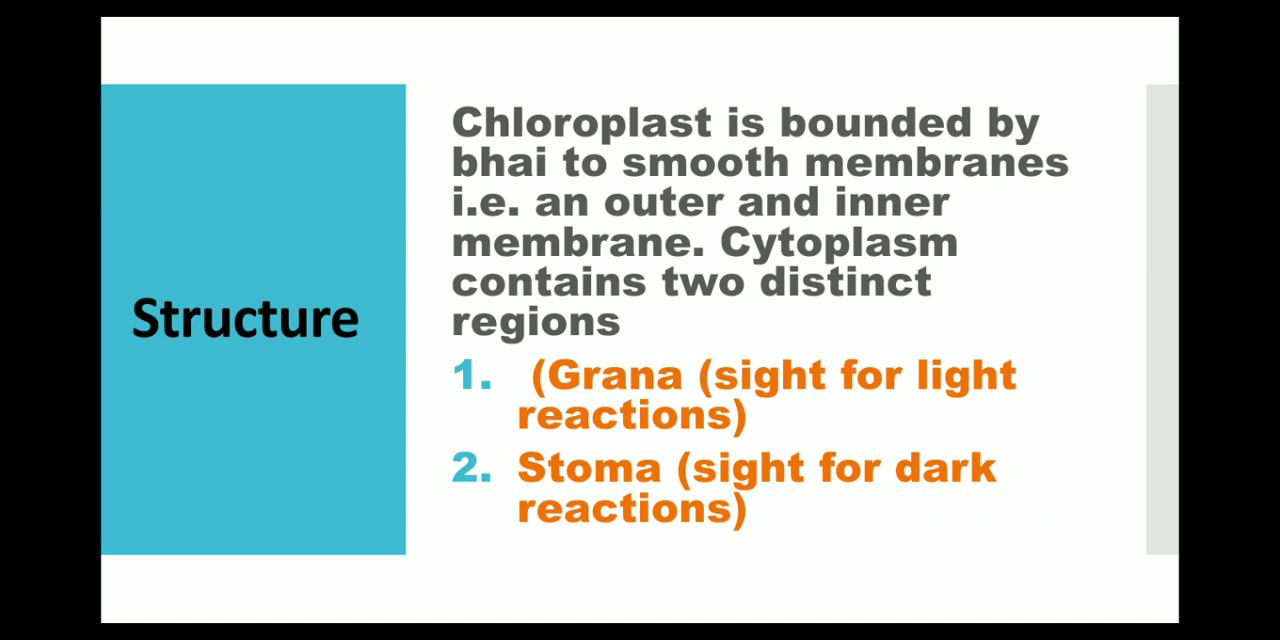 Structure
Chloroplast is bounded by
bhai to smooth membranes
i.e. an outer and inner
membrane. Cytoplasm
contains two distinct
regions
1. (Grana (sight for light
reactions)
2. Stoma (sight for dark
reactions)